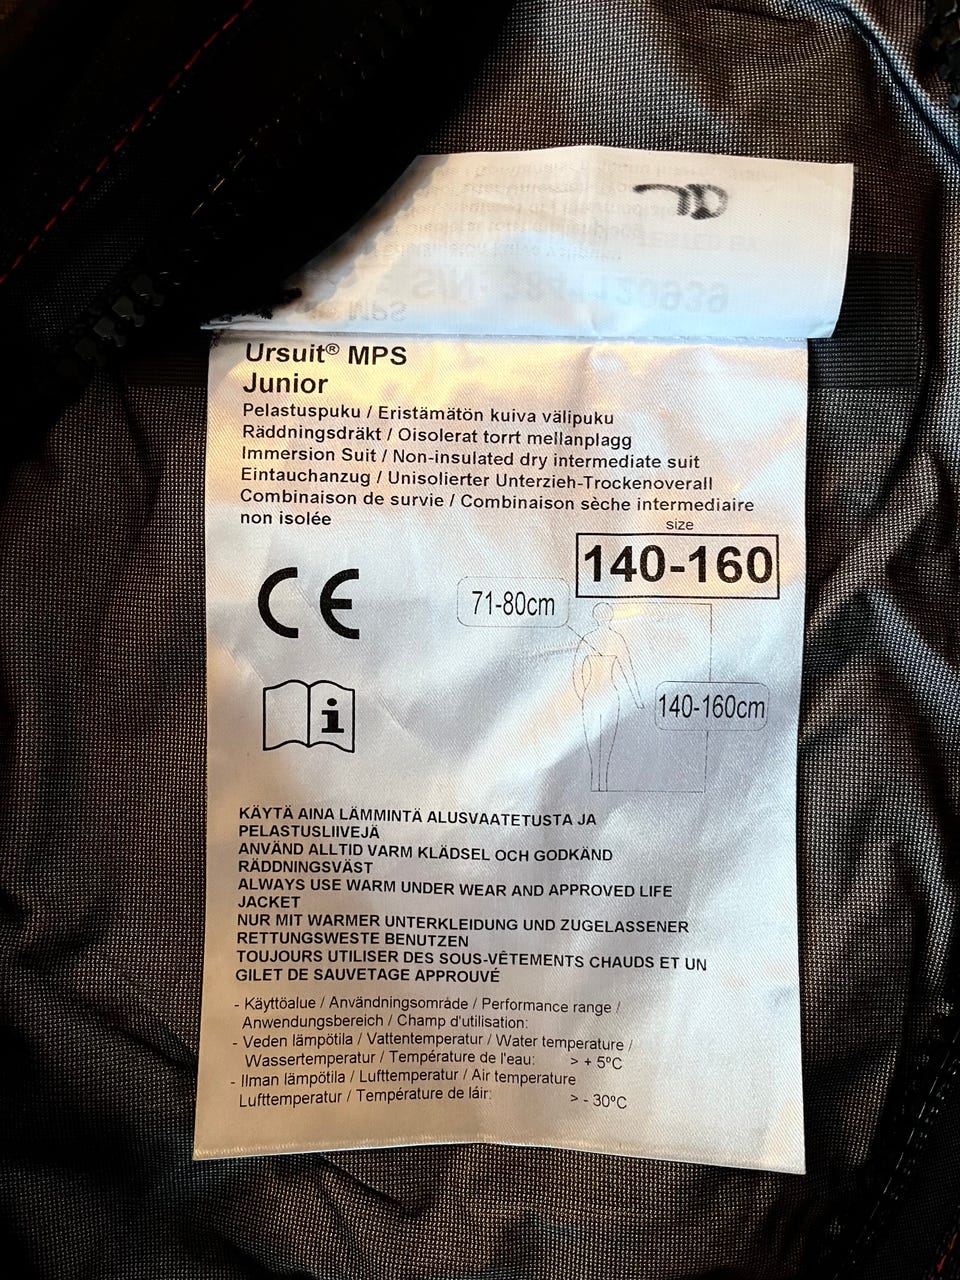 Ursuit® MPS
Junior
Pelastuspuku / Eristämätön kuiva välipuku
Räddningsdräkt / Oisolerat torrt mellanplagg
Immersion Suit / Non-insulated dry intermediate suit
Eintauchanzug / Unisolierter Unterzieh-Trockenoverall
Combinaison de survie / Combinaison sèche intermediaire
non isolée
size
140-160
CE
71-80cm
140-160cm
i
KÄYTÄ AINA LÄMMINTÄ ALUSVAATETUSTA JA
PELASTUSLIIVEJÄ
ANVÄND ALLTID VARM KLÄDSEL OCH GODKÄND
RÄDDNINGSVÄST
ALWAYS USE WARM UNDER WEAR AND APPROVED LIFE
JACKET
NUR MIT WARMER UNTERKLEIDUNG UND ZUGELASSENER
RETTUNGSWESTE BENUTZEN
TOUJOURS UTILISER DES SOUS-VÊTEMENTS CHAUDS ET UN
GILET DE SAUVETAGE APPROUVÉ
- Käyttöalue / Användningsområde / Performance range /
Anwendungsbereich / Champ d'utilisation:
- Veden lämpötila / Vattentemperatur / Water temperature /
Wassertemperatur / Température de l'eau: > + 5ºC
- Ilman lämpötila / Lufttemperatur / Air temperature
Lufttemperatur / Température de láir: > - 30ºC